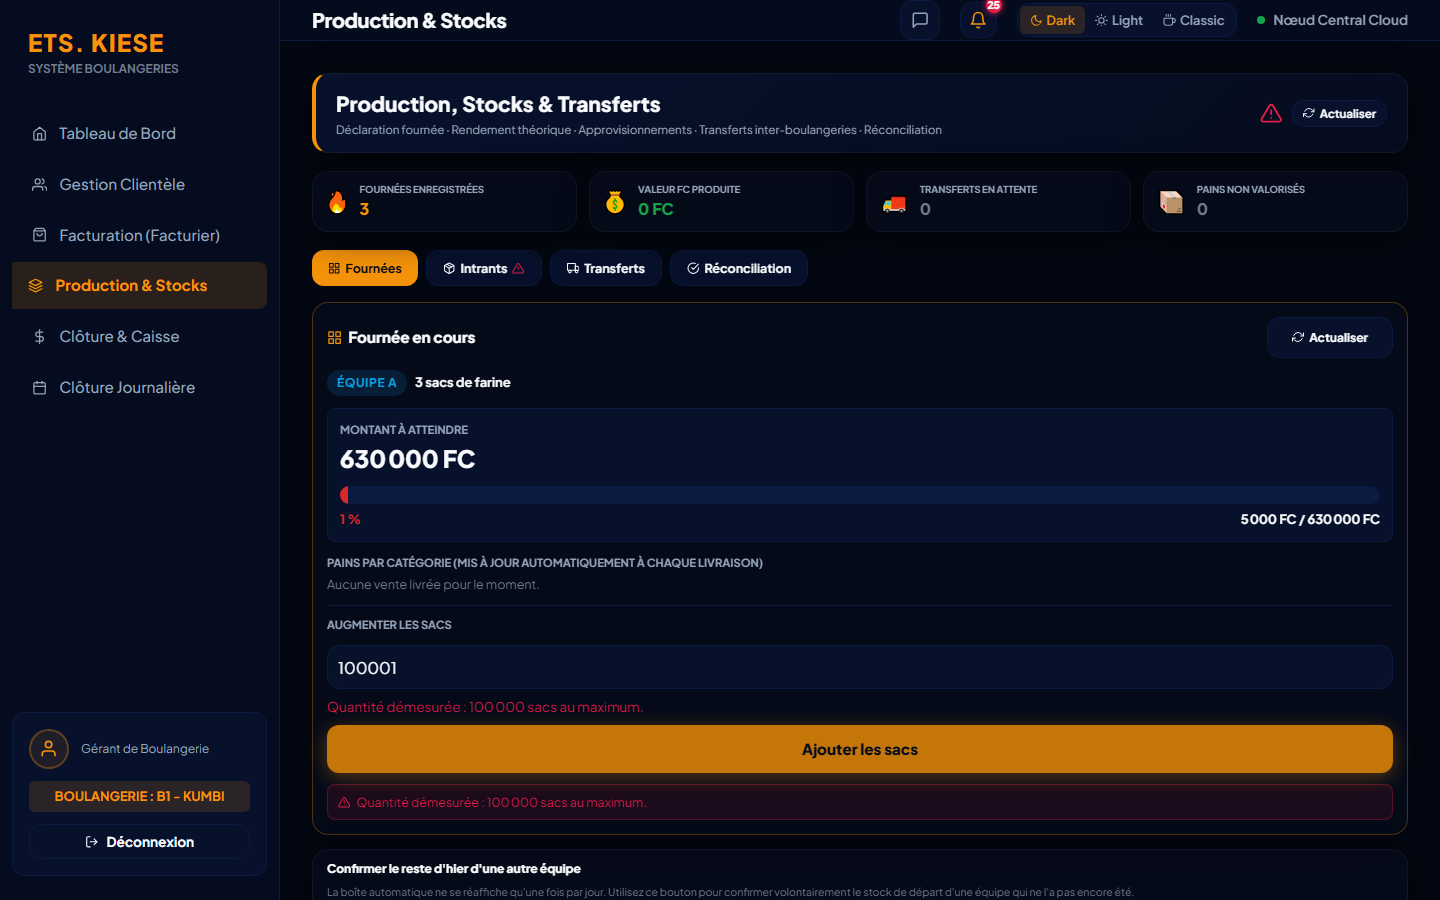 ETS. KIESE
SYSTÈME BOULANGERIES
Tableau de Bord
Gestion Clientèle
Facturation (Facturier)
Production & Stocks
Clôture & Caisse
Clôture Journalière
Gérant de Boulangerie
BOULANGERIE : B1 - KUMBI
Déconnexion
Production & Stocks
25
Dark
Light
Classic
Nœud Central Cloud
Production, Stocks & Transferts
Déclaration fournée · Rendement théorique · Approvisionnements · Transferts inter-boulangeries · Réconciliation
Actualiser
FOURNÉES ENREGISTRÉES
3
VALEUR FC PRODUITE
0 FC
TRANSFERTS EN ATTENTE
0
PAINS NON VALORISÉS
0
Fournées
Intrants
Transferts
Réconciliation
Fournée en cours
Actualiser
ÉQUIPE A
3 sacs de farine
MONTANT À ATTEINDRE
630 000 FC
1 %
5 000 FC / 630 000 FC
PAINS PAR CATÉGORIE (MIS À JOUR AUTOMATIQUEMENT À CHAQUE LIVRAISON)
Aucune vente livrée pour le moment.
AUGMENTER LES SACS
100001
Quantité démesurée : 100 000 sacs au maximum.
Ajouter les sacs
Quantité démesurée : 100 000 sacs au maximum.
Confirmer le reste d'hier d'une autre équipe
La boîte automatique ne se réaffiche qu'une fois par jour. Utilisez ce bouton pour confirmer volontairement le stock de départ d'une équipe qui ne l'a pas encore été.